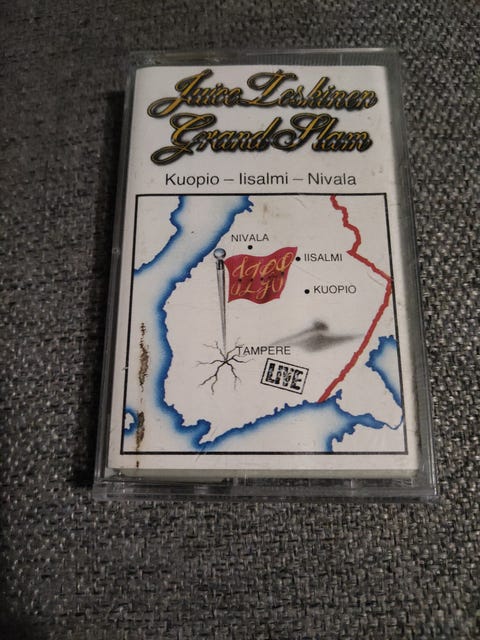 Juice Leskinen
Grand Slam
Kuopio – Iisalmi – Nivala
NIVALA
IISALMI
KUOPIO
TAMPERE
LIVE